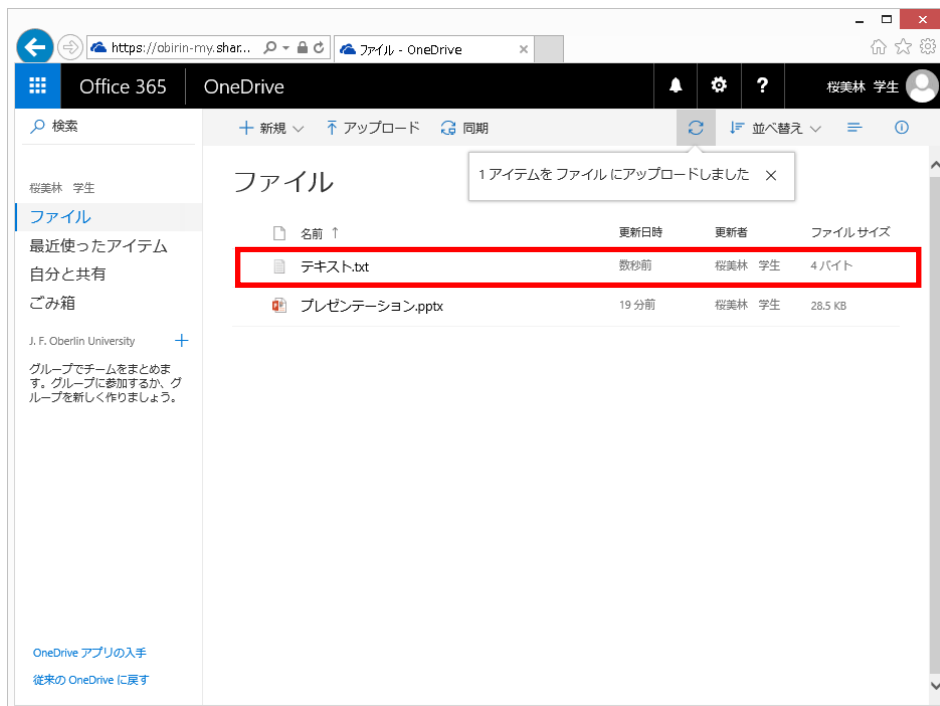 https://obirin-my.shar...
ファイル - OneDrive
Office 365
OneDrive
?
桜美林 学生
検索
新規
アップロード
同期
並べ替え
1 アイテムを ファイル にアップロードしました
桜美林 学生
ファイル
最近使ったアイテム
自分と共有
ごみ箱
J. F. Oberlin University
グループでチームをまとめま
す。グループに参加するか、グ
ループを新しく作りましょう。
OneDrive アプリの入手
従来の OneDrive に戻す
ファイル
名前 ↑ 更新日時 更新者 ファイル サイズ
テキスト.txt 数秒前 桜美林 学生 4 バイト
プレゼンテーション.pptx 19 分前 桜美林 学生 28.5 KB